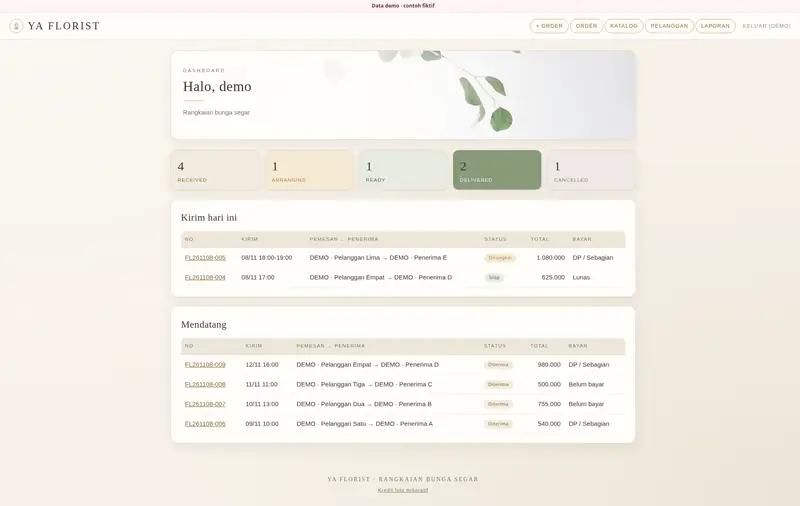 Data demo - contoh fiktif
YA FLORIST
+ ORDER
ORDER
KATALOG
PELANGGAN
LAPORAN
KELUAR (DEMO)
DASHBOARD
Halo, demo
Rangkaian bunga segar
4
RECEIVED
1
ARRANGING
1
READY
2
DELIVERED
1
CANCELLED
Kirim hari ini
NO KIRIM PEMESAN → PENERIMA STATUS TOTAL BAYAR
FL261108-005 08/11 18:00-19:00 DEMO · Pelanggan Lima → DEMO · Penerima E Dirangkai 1.080.000 DP / Sebagian
FL261108-004 08/11 17:00 DEMO · Pelanggan Empat → DEMO · Penerima D Siap 625.000 Lunas
Mendatang
NO KIRIM PEMESAN → PENERIMA STATUS TOTAL BAYAR
FL261108-009 12/11 16:00 DEMO · Pelanggan Empat → DEMO · Penerima D Diterima 980.000 DP / Sebagian
FL261108-008 11/11 11:00 DEMO · Pelanggan Tiga → DEMO · Penerima C Diterima 500.000 Belum bayar
FL261108-007 10/11 13:00 DEMO · Pelanggan Dua → DEMO · Penerima B Diterima 755.000 Belum bayar
FL261108-006 09/11 10:00 DEMO · Pelanggan Satu → DEMO · Penerima A Diterima 540.000 DP / Sebagian
YA FLORIST · RANGKAIAN BUNGA SEGAR
Kredit foto dekoratif